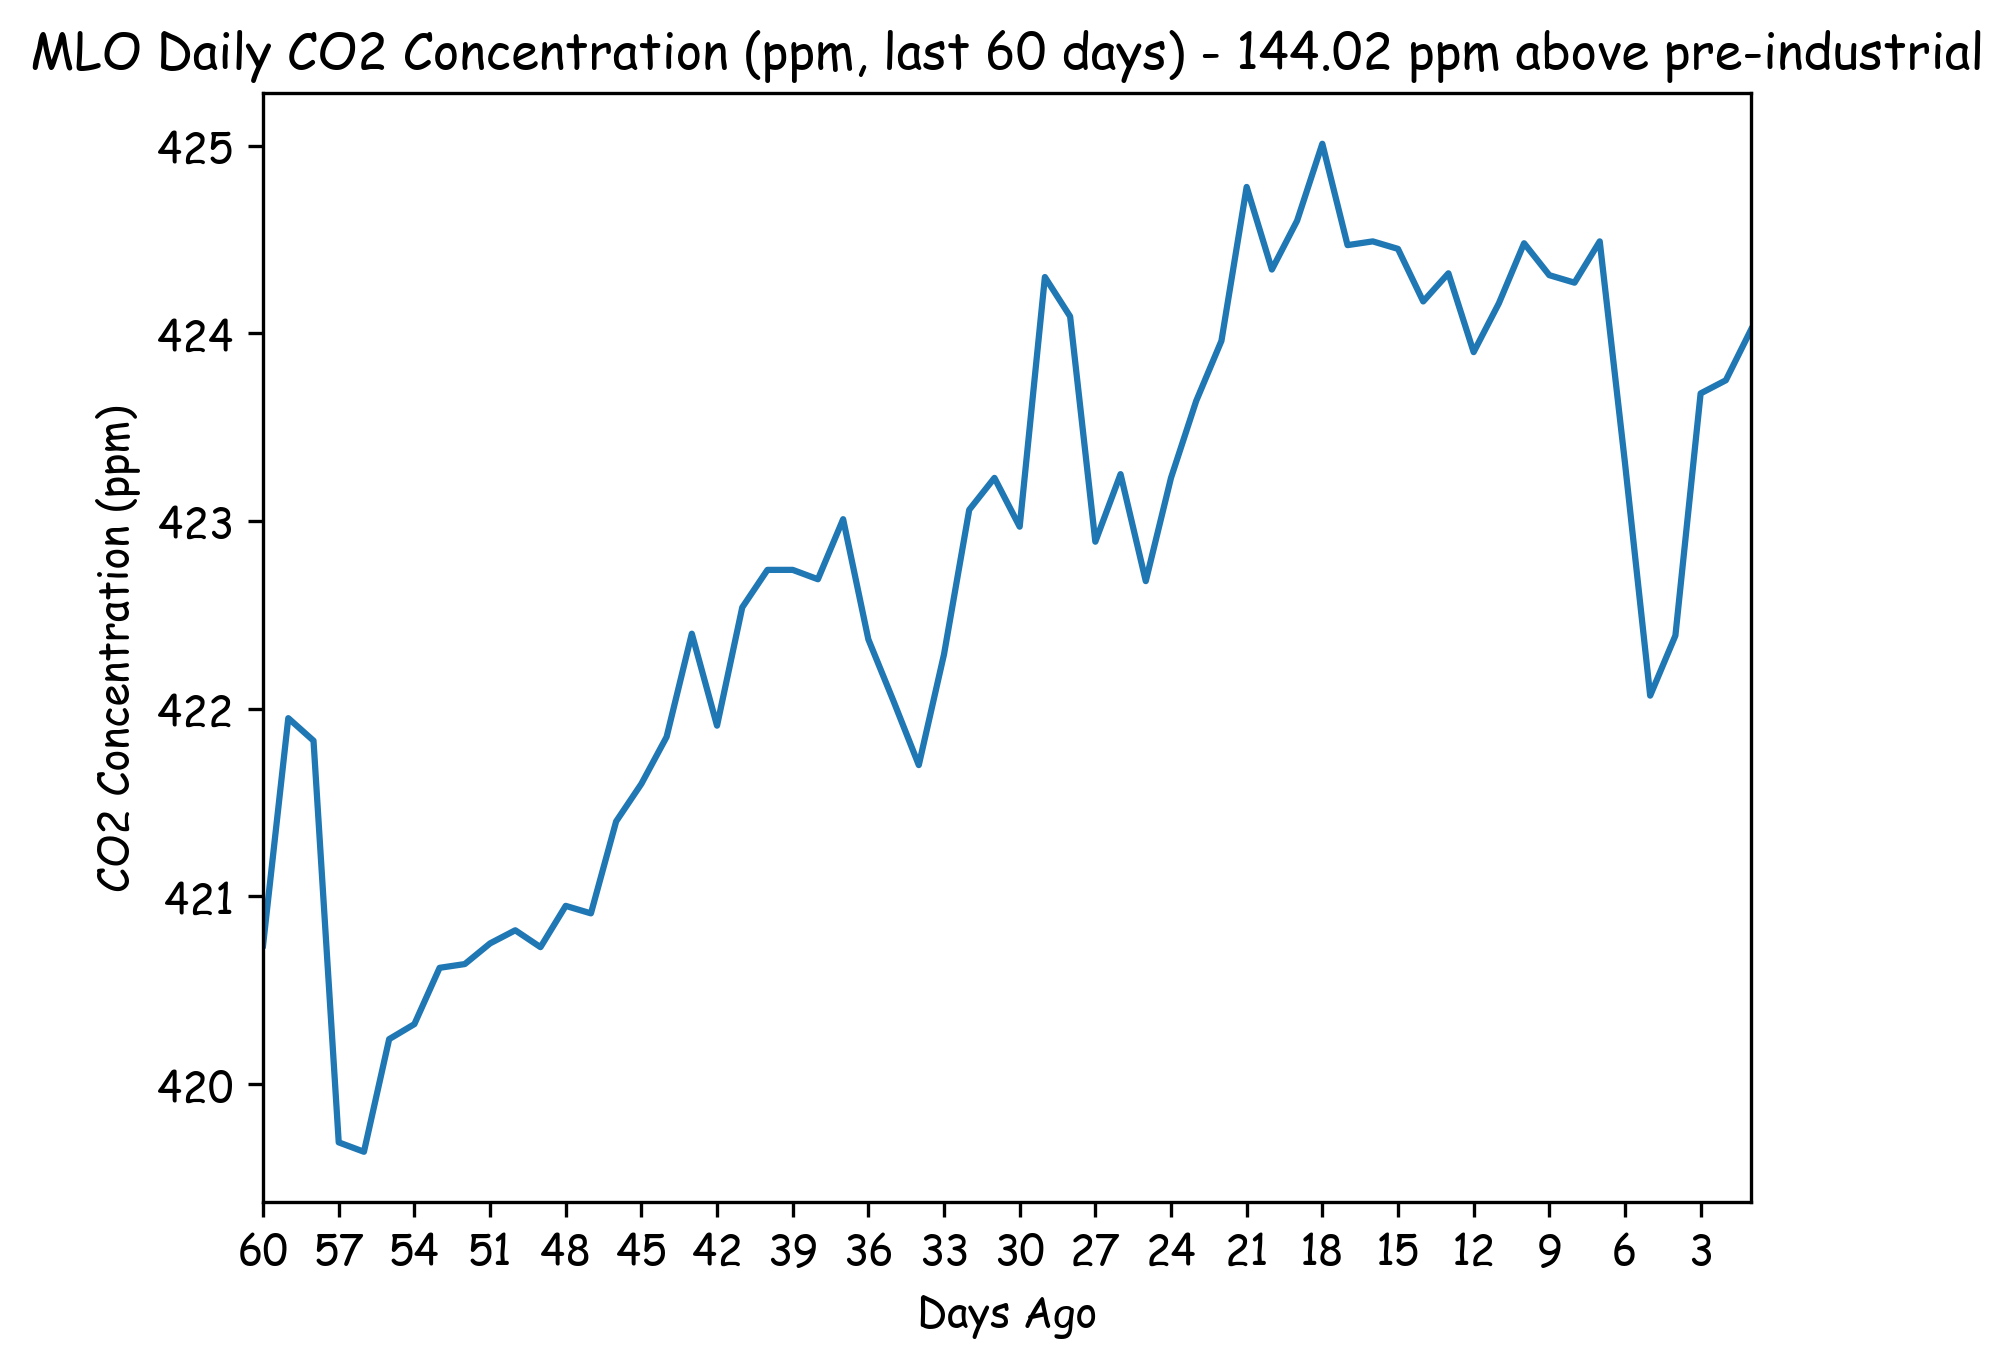 MLO Daily CO2 Concentration (ppm, last 60 days) - 144.02 ppm above pre-industrial
CO2 Concentration (ppm)
425
424
423
422
421
420
60 57 54 51 48 45 42 39 36 33 30 27 24 21 18 15 12 9 6 3
Days Ago